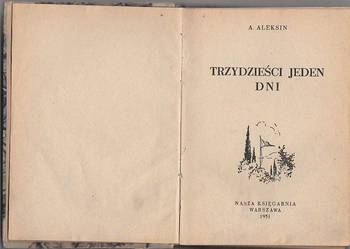 A. ALEKSIN
TRZYDZIEŚCI JEDEN
DNI
NASZA KSIĘGARNIA
WARSZAWA
1951